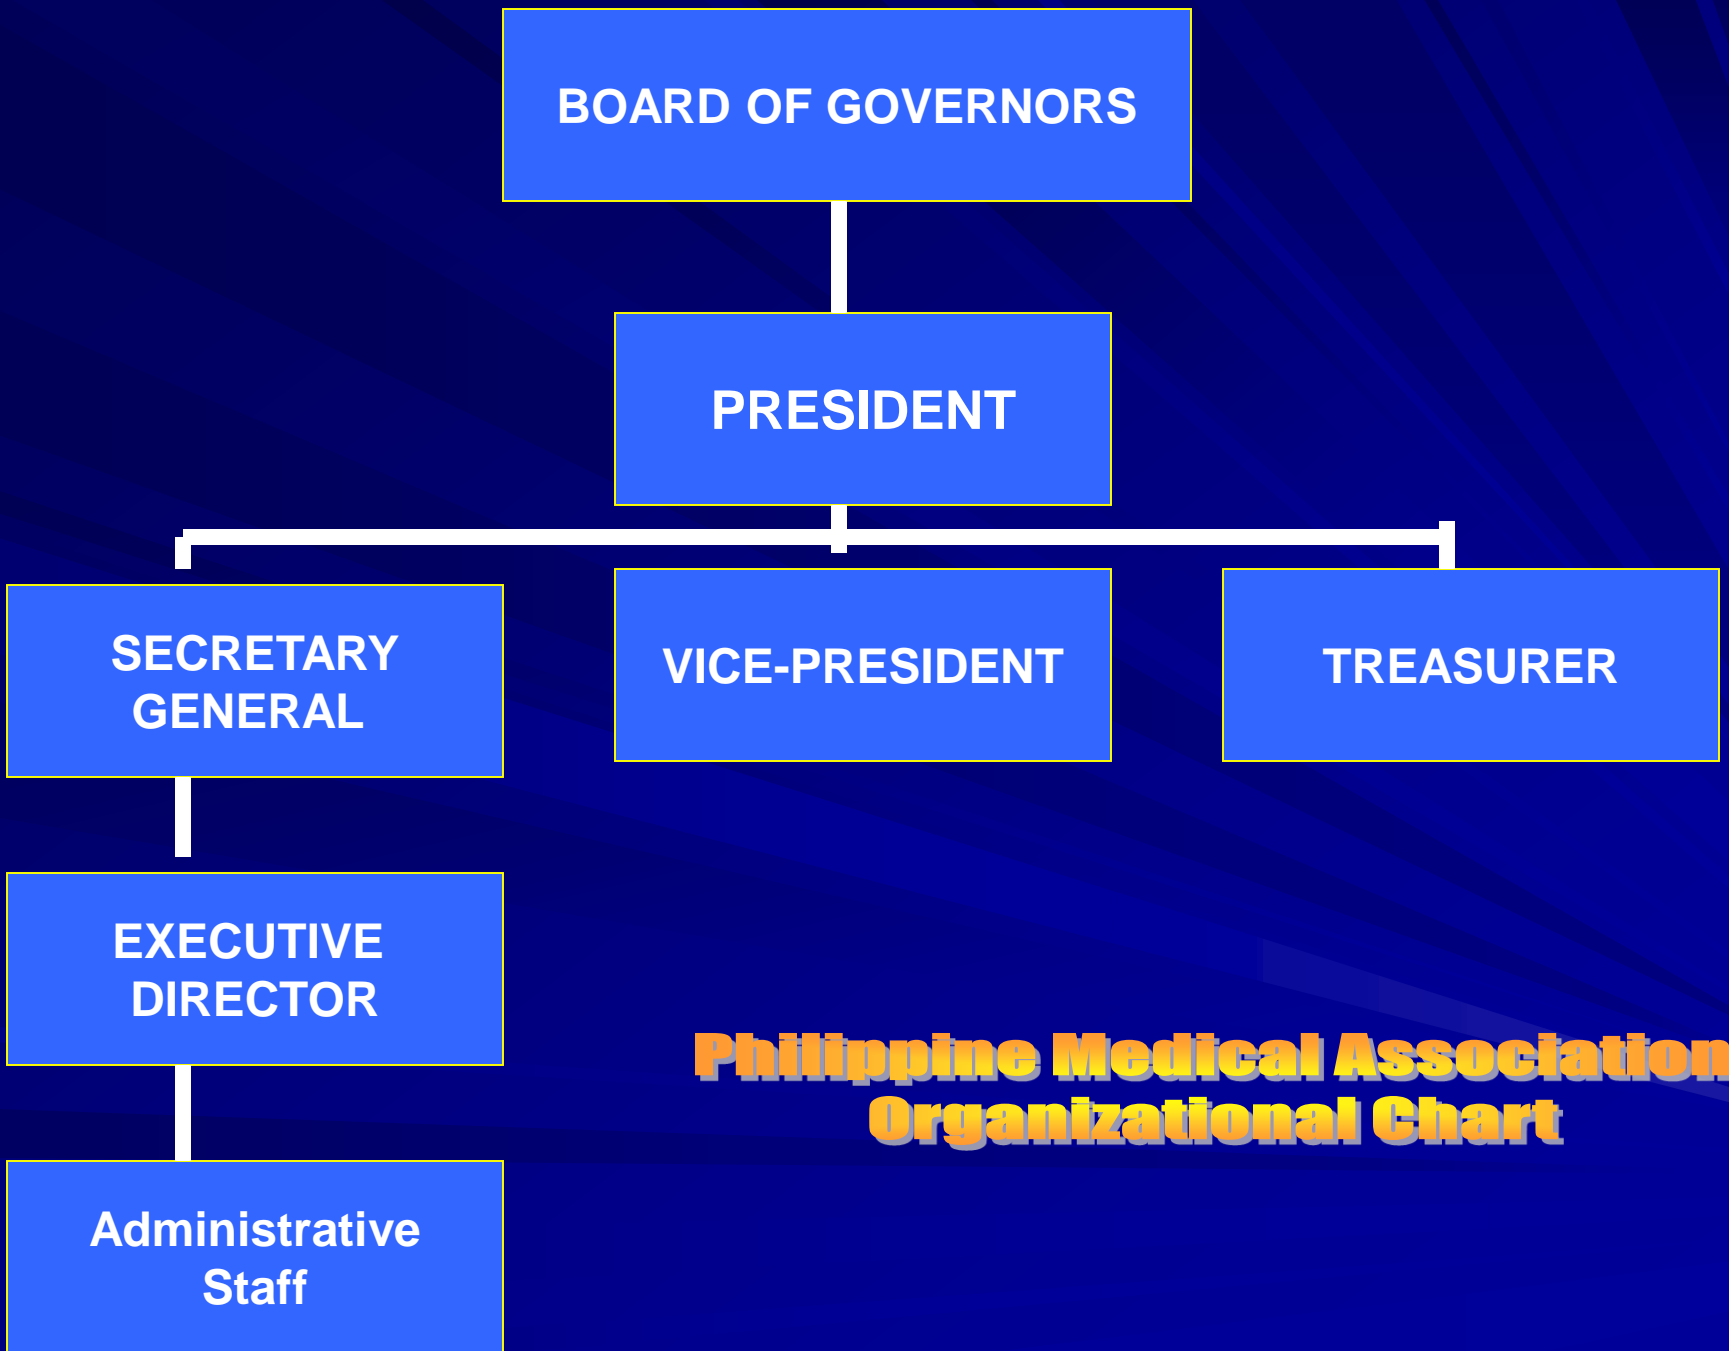 BOARD OF GOVERNORS
PRESIDENT
SECRETARY
GENERAL
VICE-PRESIDENT
TREASURER
EXECUTIVE
DIRECTOR
Administrative
Staff
Philippine Medical Association
Organizational Chart